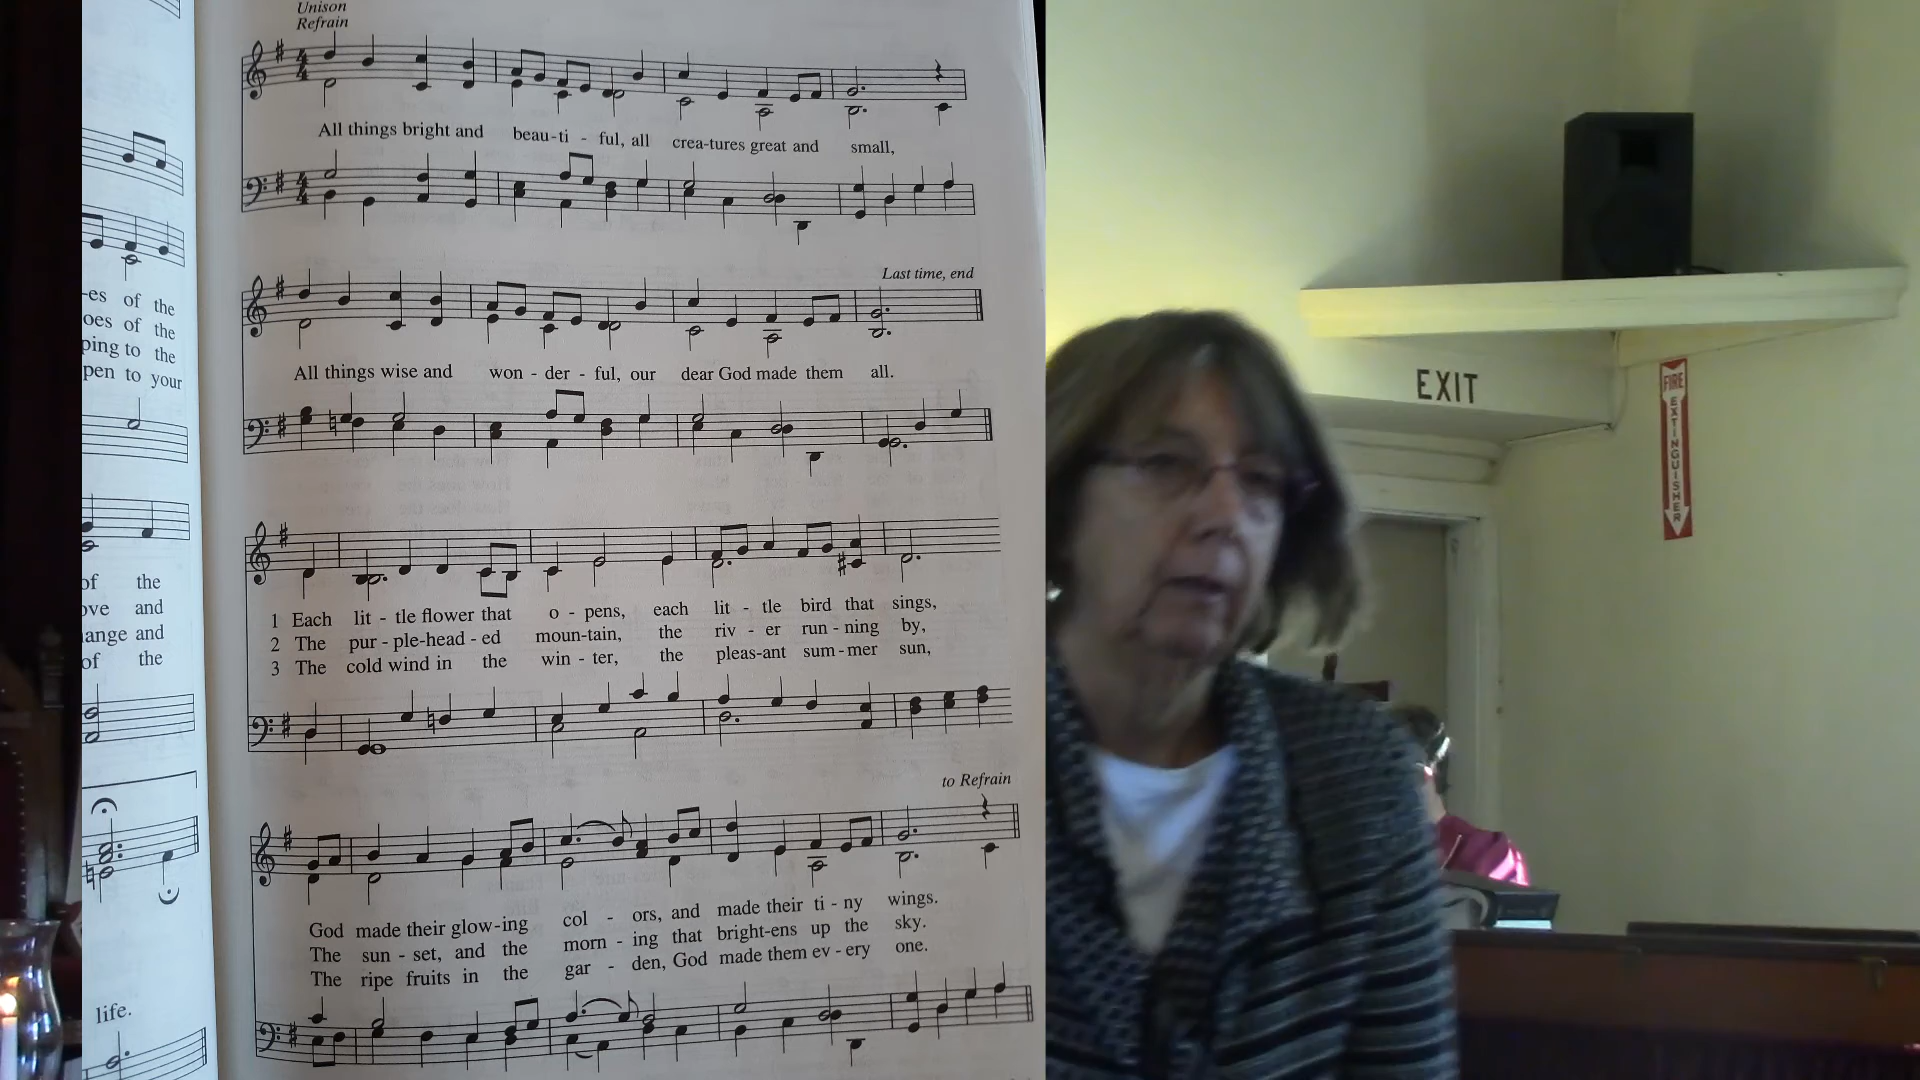 -es of the
oes of the
ping to the
pen to your
of the
ove and
ange and
of the
life.
Unison
Refrain
All things bright and beau-ti - ful, all crea-tures great and small,
Last time, end
All things wise and won - der - ful, our dear God made them all.
1 Each lit - tle flower that o - pens, each lit - tle bird that sings,
2 The pur - ple-head - ed moun-tain, the riv - er run - ning by,
3 The cold wind in the win - ter, the pleas-ant sum - mer sun,
to Refrain
God made their glow-ing col - ors, and made their ti - ny wings.
The sun - set, and the morn - ing that bright-ens up the sky.
The ripe fruits in the gar - den, God made them ev - ery one.
EXIT
FIRE
EXTINGUISHER